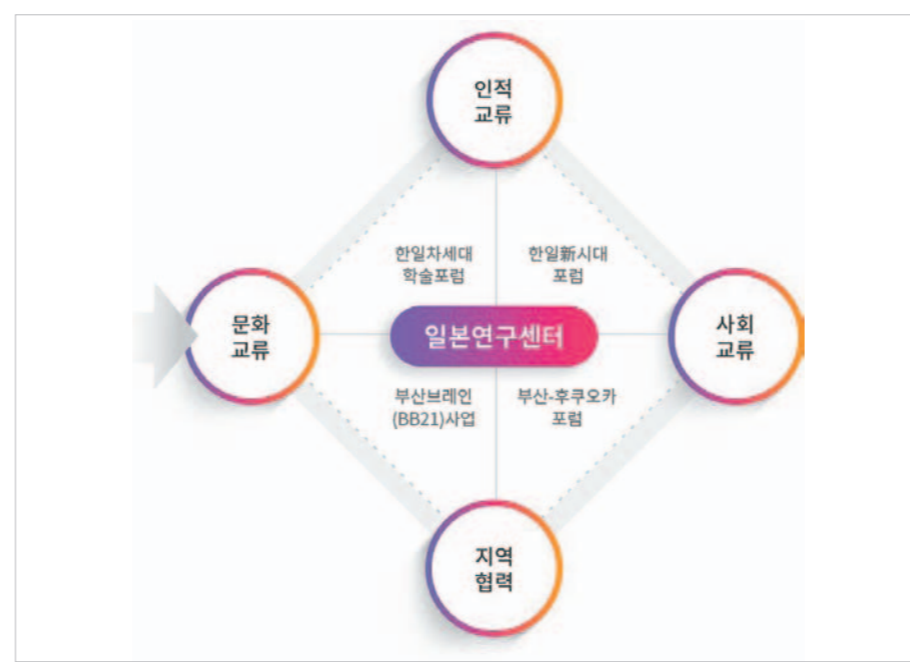 인적
교류
한일차세대
학술포럼
한일新시대
포럼
문화
교류
일본연구센터
사회
교류
부산브레인
(BB21)사업
부산-후쿠오카
포럼
지역
협력